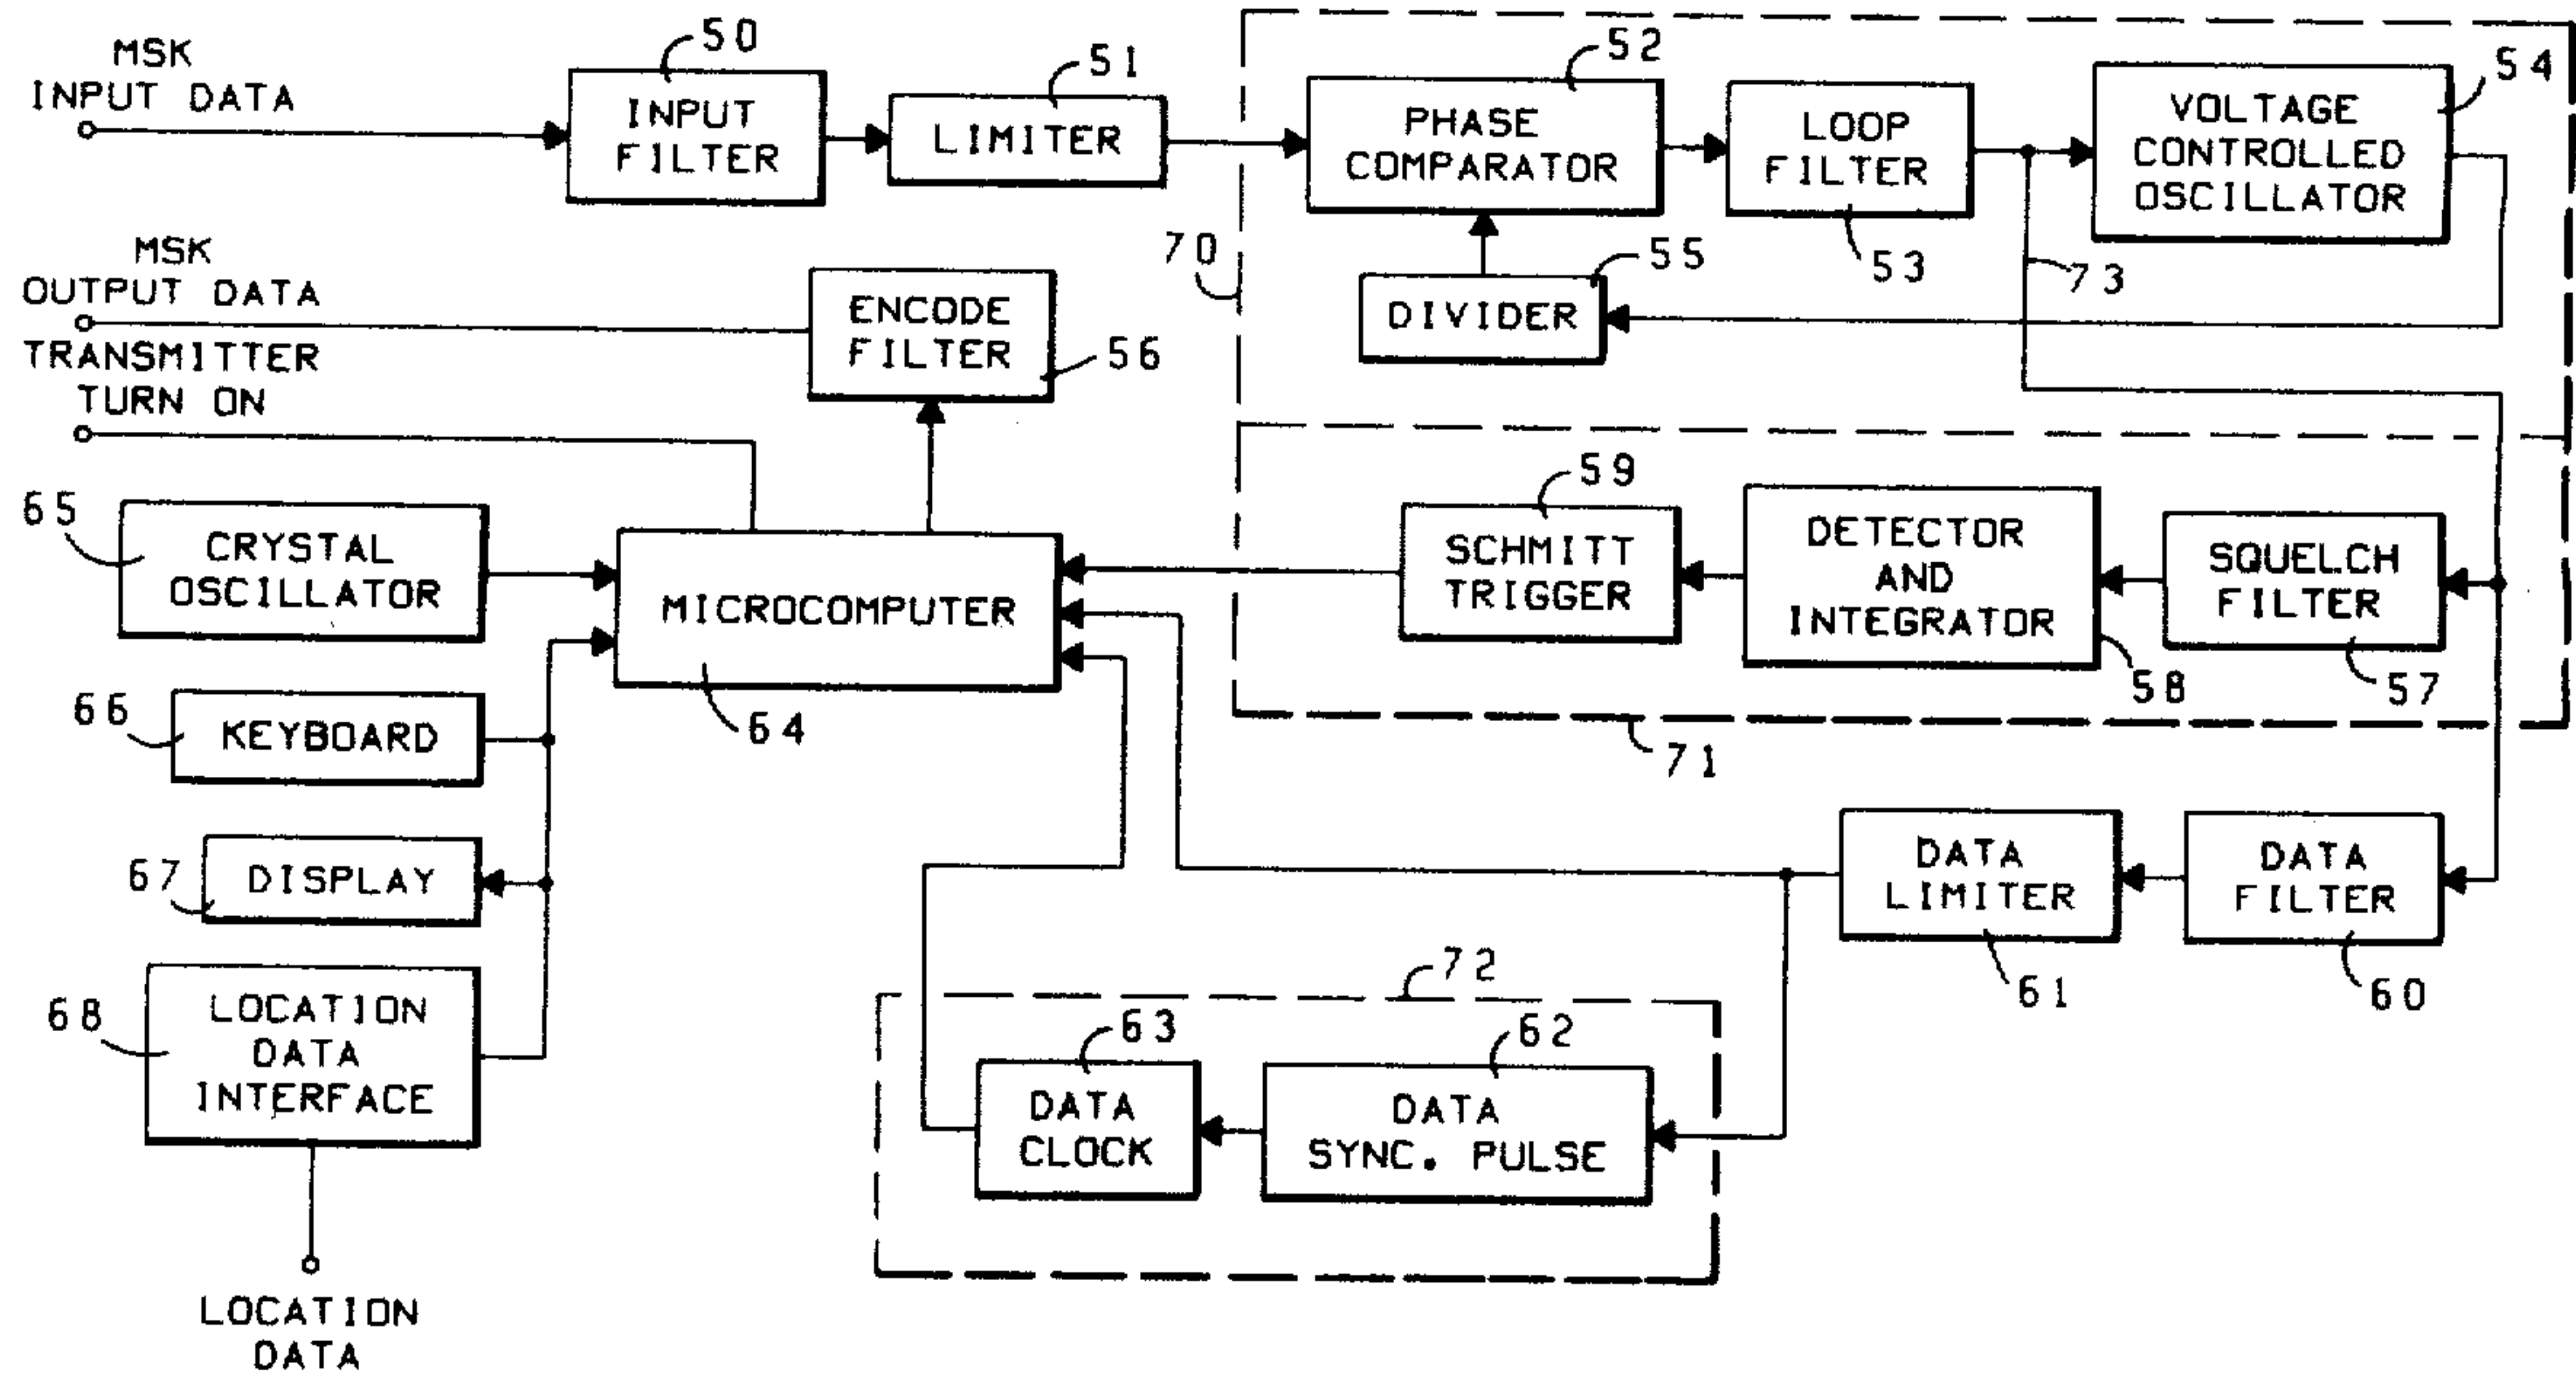 MSK
INPUT DATA
50
INPUT
FILTER
51
LIMITER
52
PHASE
COMPARATOR
LOOP
FILTER
53
54
VOLTAGE
CONTROLLED
OSCILLATOR
MSK
OUTPUT DATA
ENCODE
FILTER
56
70
55
DIVIDER
73
TRANSMITTER
TURN ON
65
CRYSTAL
OSCILLATOR
MICROCOMPUTER
64
59
SCHMITT
TRIGGER
DETECTOR
AND
INTEGRATOR
58
SQUELCH
FILTER
57
71
66
KEYBOARD
67
DISPLAY
68
LOCATION
DATA
INTERFACE
LOCATION
DATA
DATA
LIMITER
61
DATA
FILTER
60
72
63
DATA
CLOCK
62
DATA
SYNC. PULSE